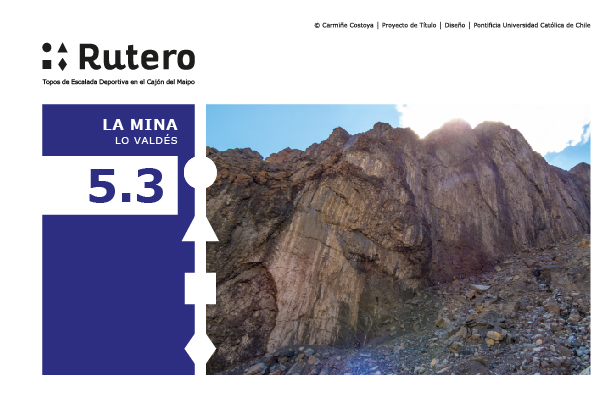 © Carmiñe Costoya | Proyecto de Título | Diseño | Pontificia Universidad Católica de Chile
Rutero
Topos de Escalada Deportiva en el Cajón del Maipo
LA MINA
LO VALDÉS
5.3